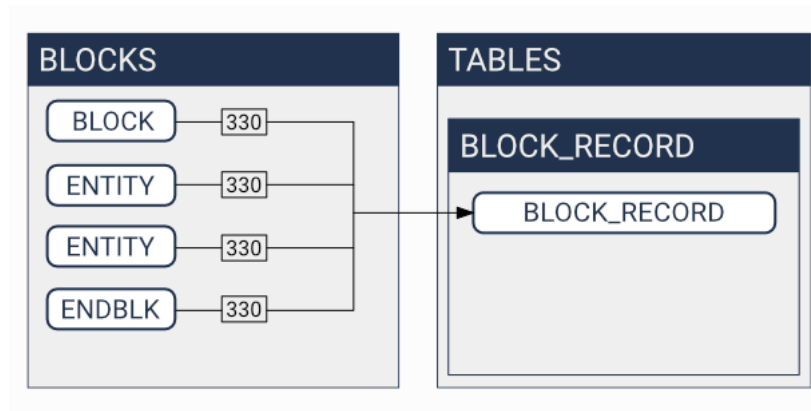 BLOCKS
BLOCK
330
ENTITY
330
ENTITY
330
ENDBLK
330
TABLES
BLOCK_RECORD
BLOCK_RECORD